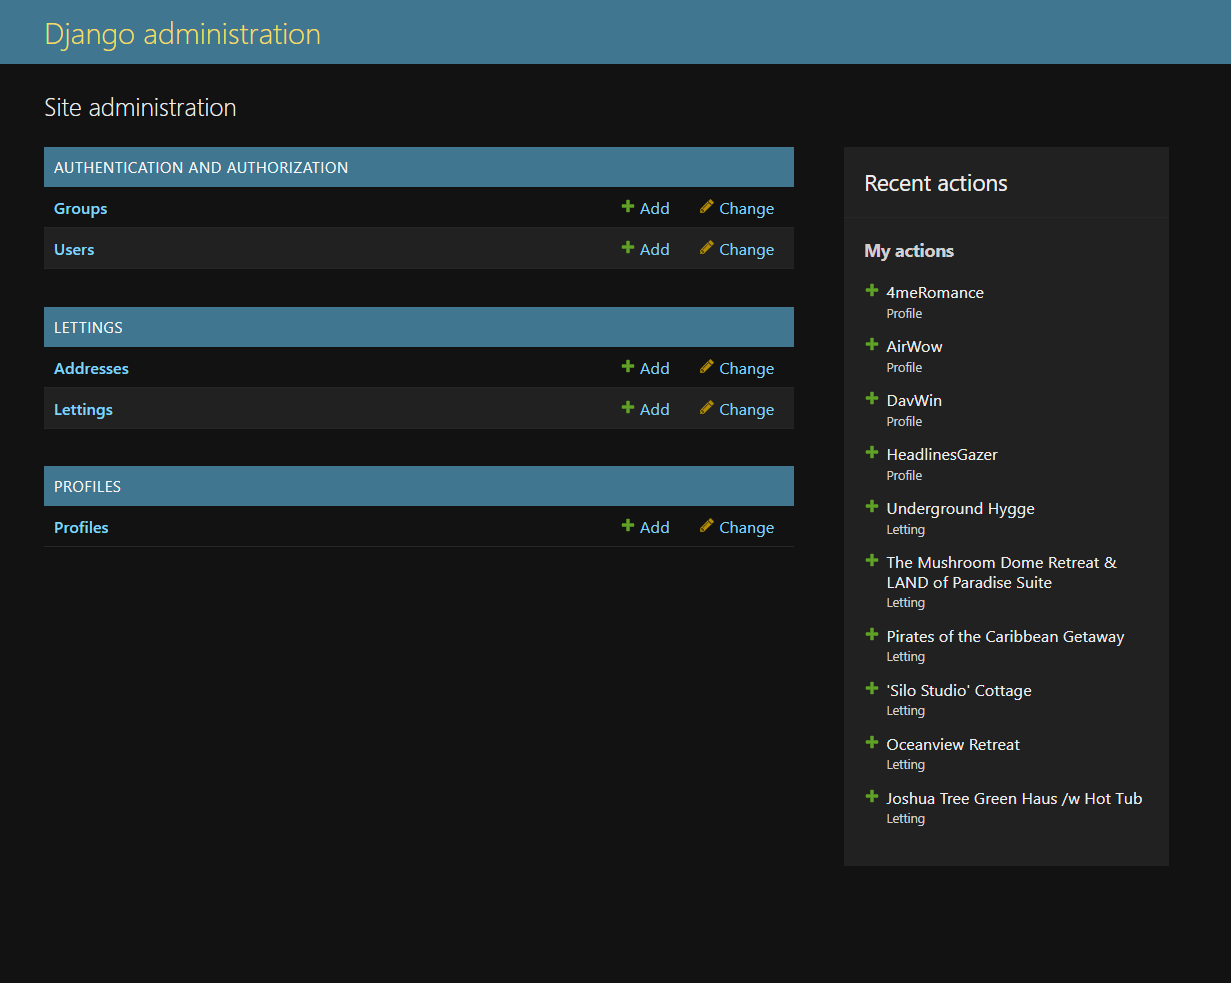 Django administration
Site administration
AUTHENTICATION AND AUTHORIZATION
Groups Add Change
Users Add Change
LETTINGS
Addresses Add Change
Lettings Add Change
PROFILES
Profiles Add Change
Recent actions
My actions
4meRomance
Profile
AirWow
Profile
DavWin
Profile
HeadlinesGazer
Profile
Underground Hygge
Letting
The Mushroom Dome Retreat &
LAND of Paradise Suite
Letting
Pirates of the Caribbean Getaway
Letting
'Silo Studio' Cottage
Letting
Oceanview Retreat
Letting
Joshua Tree Green Haus /w Hot Tub
Letting